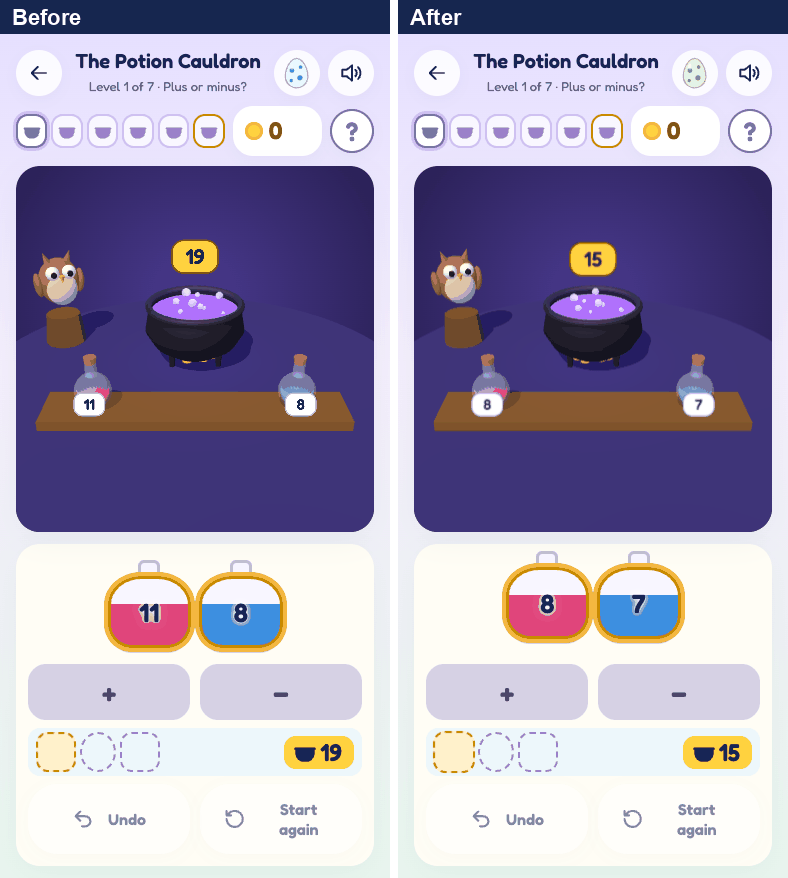 Before
The Potion Cauldron
Level 1 of 7 · Plus or minus?
0
?
19
11
8
11
8
+
−
19
Undo
Start
again
After
The Potion Cauldron
Level 1 of 7 · Plus or minus?
0
?
15
8
7
8
7
+
−
15
Undo
Start
again